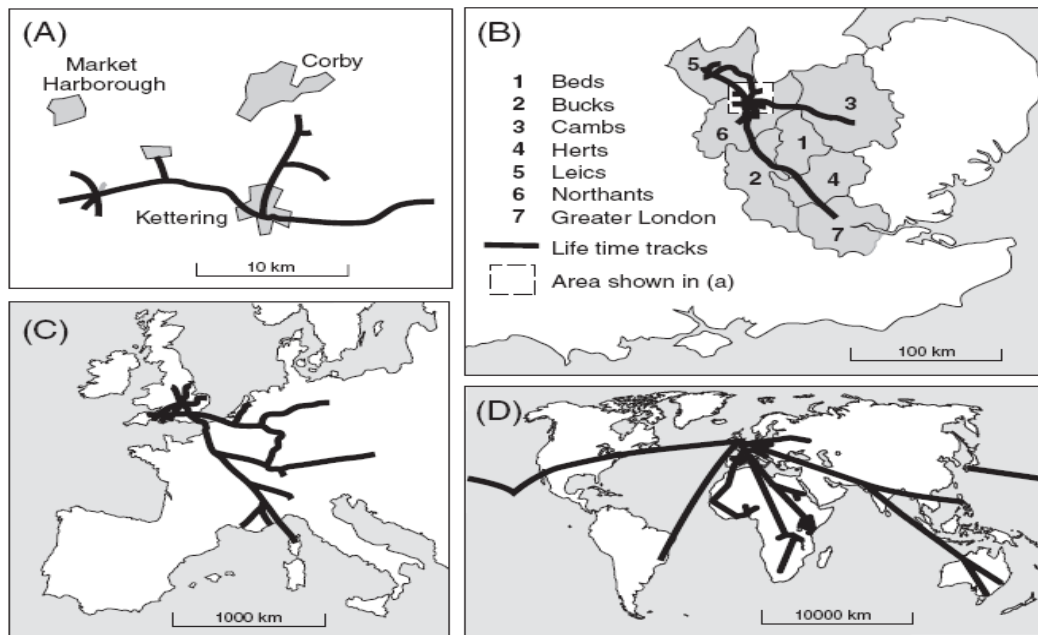 (A)
Market
Harborough
Corby
Kettering
10 km
(B)
1 Beds
2 Bucks
3 Cambs
4 Herts
5 Leics
6 Northants
7 Greater London
Life time tracks
Area shown in (a)
5
3
6
1
2
4
7
100 km
(C)
1000 km
(D)
10000 km